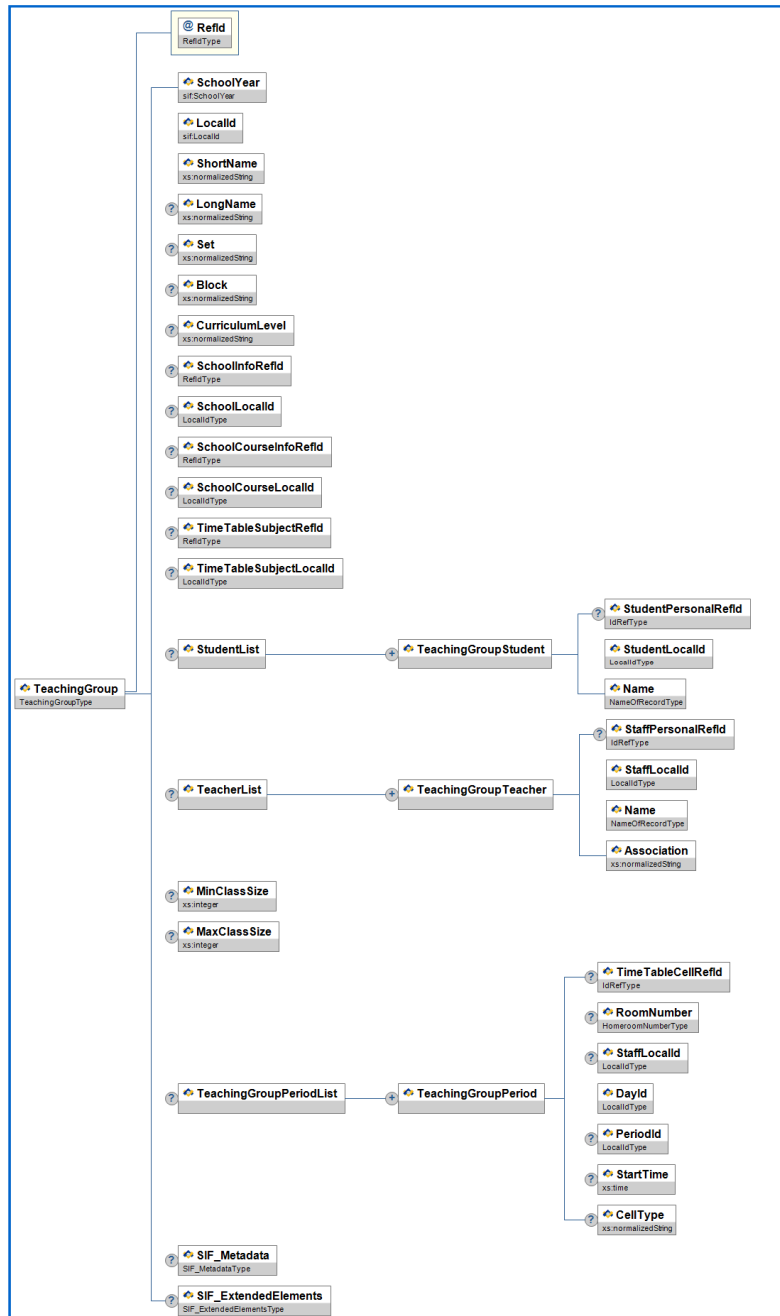 @ RefId
RefIdType
SchoolYear
sif:SchoolYear
LocalId
sif:LocalId
ShortName
xs:normalizedString
? LongName
xs:normalizedString
? Set
xs:normalizedString
? Block
xs:normalizedString
? CurriculumLevel
xs:normalizedString
? SchoolInfoRefId
RefIdType
? SchoolLocalId
LocalIdType
? SchoolCourseInfoRefId
RefIdType
? SchoolCourseLocalId
LocalIdType
? TimeTableSubjectRefId
RefIdType
? TimeTableSubjectLocalId
LocalIdType
TeachingGroup
TeachingGroupType
? StudentList
+ TeachingGroupStudent
? StudentPersonalRefId
IdRefType
StudentLocalId
LocalIdType
Name
NameOfRecordType
? TeacherList
+ TeachingGroupTeacher
? StaffPersonalRefId
IdRefType
StaffLocalId
LocalIdType
Name
NameOfRecordType
Association
xs:normalizedString
? MinClassSize
xs:integer
? MaxClassSize
xs:integer
? TeachingGroupPeriodList
+ TeachingGroupPeriod
? TimeTableCellRefId
IdRefType
? RoomNumber
HomeroomNumberType
? StaffLocalId
LocalIdType
DayId
LocalIdType
? PeriodId
LocalIdType
? StartTime
xs:time
? CellType
xs:normalizedString
? SIF_Metadata
SIF_MetadataType
? SIF_ExtendedElements
SIF_ExtendedElementsType